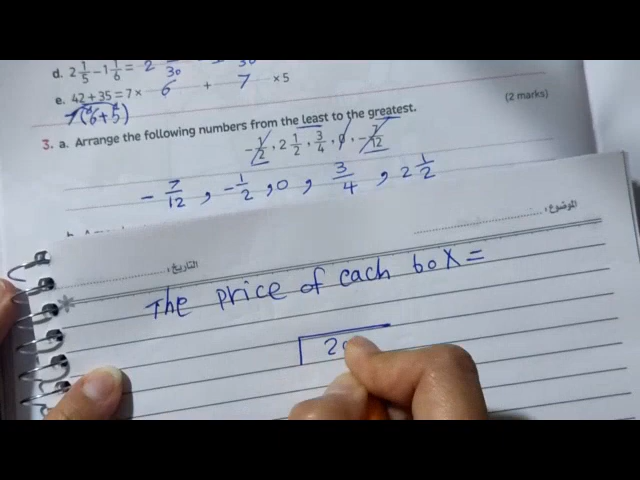 d. 2 1/5 − 1 1/6 = 2 /30 + 30
e. 42 + 35 = 7 × 6 + 7 × 5
7(6+5)
3. a. Arrange the following numbers from the least to the greatest. (2 marks)
−1/2, 2 1/2, 3/4, 0, −7/12
−7/12, −1/2, 0, 3/4, 2 1/2
الموضوع:
التاريخ:
The price of each box =
2